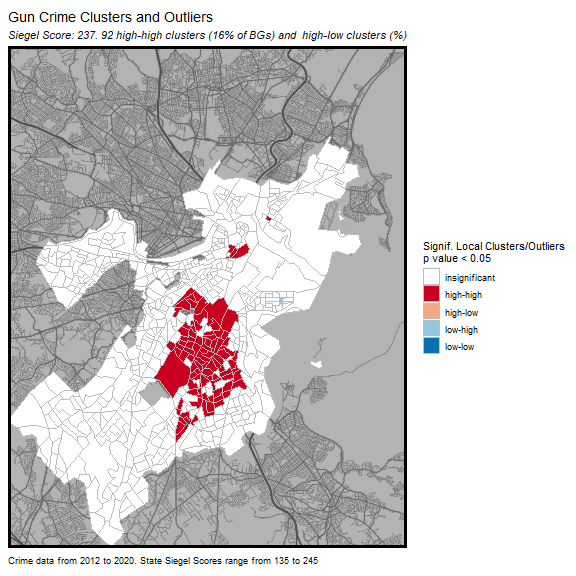 Gun Crime Clusters and Outliers
Siegel Score: 237. 92 high-high clusters (16% of BGs) and  high-low clusters (%)
Signif. Local Clusters/Outliers
p value < 0.05
insignificant
high-high
high-low
low-high
low-low
Crime data from 2012 to 2020. State Siegel Scores range from 135 to 245